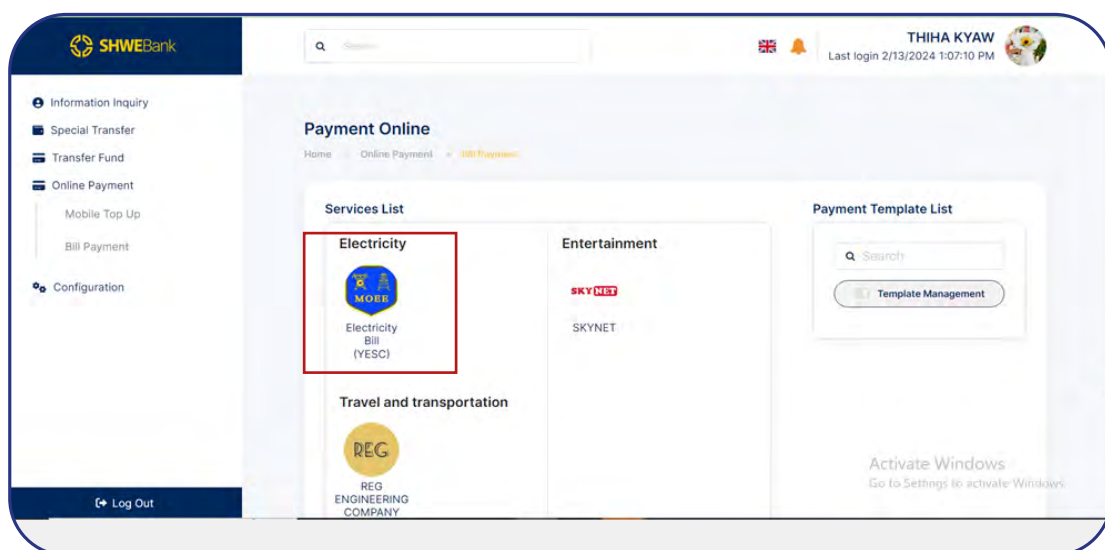 SHWEBank
Search
THIHA KYAW
Last login 2/13/2024 1:07:10 PM
Information Inquiry
Special Transfer
Transfer Fund
Online Payment
Mobile Top Up
Bill Payment
Configuration
Log Out
Payment Online
Home Online Payment Bill Payment
Services List
Electricity
MOEE
Electricity
Bill
(YESC)
Entertainment
SKYNET
SKYNET
Travel and transportation
REG
REG
ENGINEERING
COMPANY
Payment Template List
Search
Template Management
Activate Windows
Go to Settings to activate Windows.